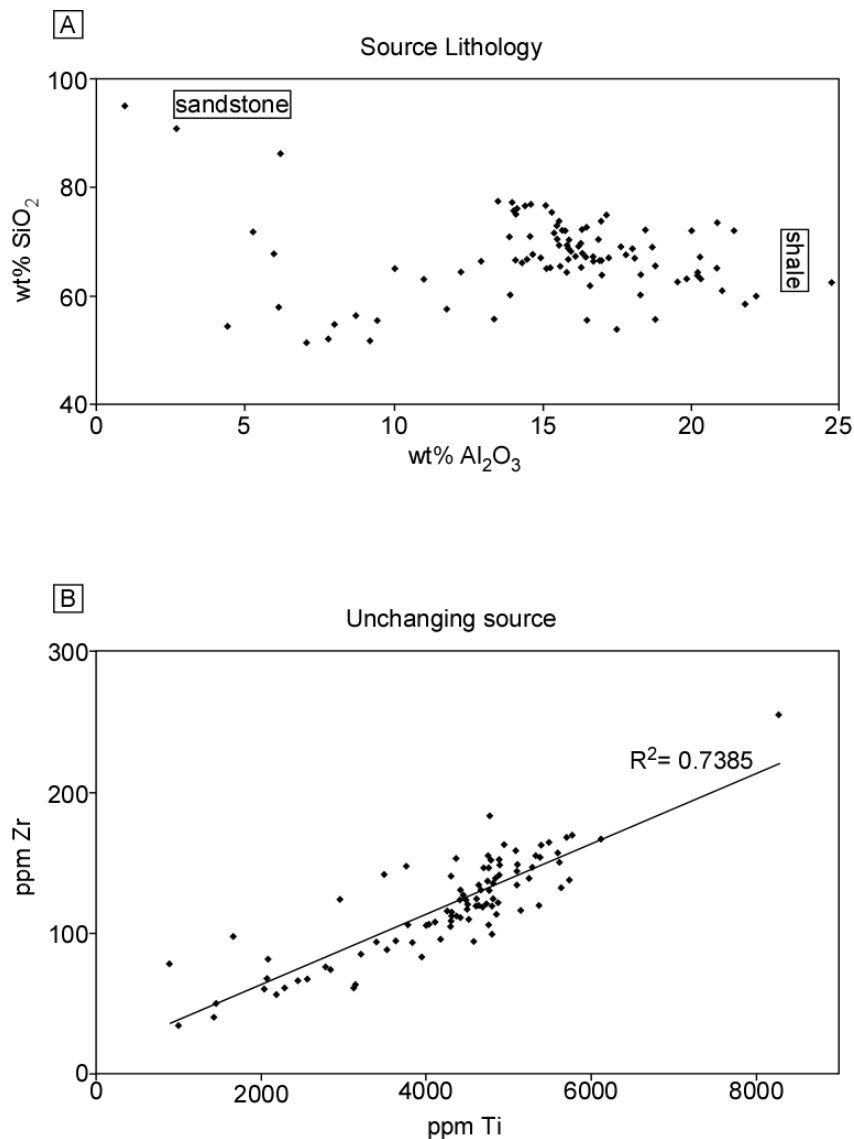 A
Source Lithology
100
80
60
40
wt% SiO₂
sandstone
shale
0 5 10 15 20 25
wt% Al₂O₃
B
Unchanging source
300
200
100
0
ppm Zr
R²= 0.7385
0 2000 4000 6000 8000
ppm Ti